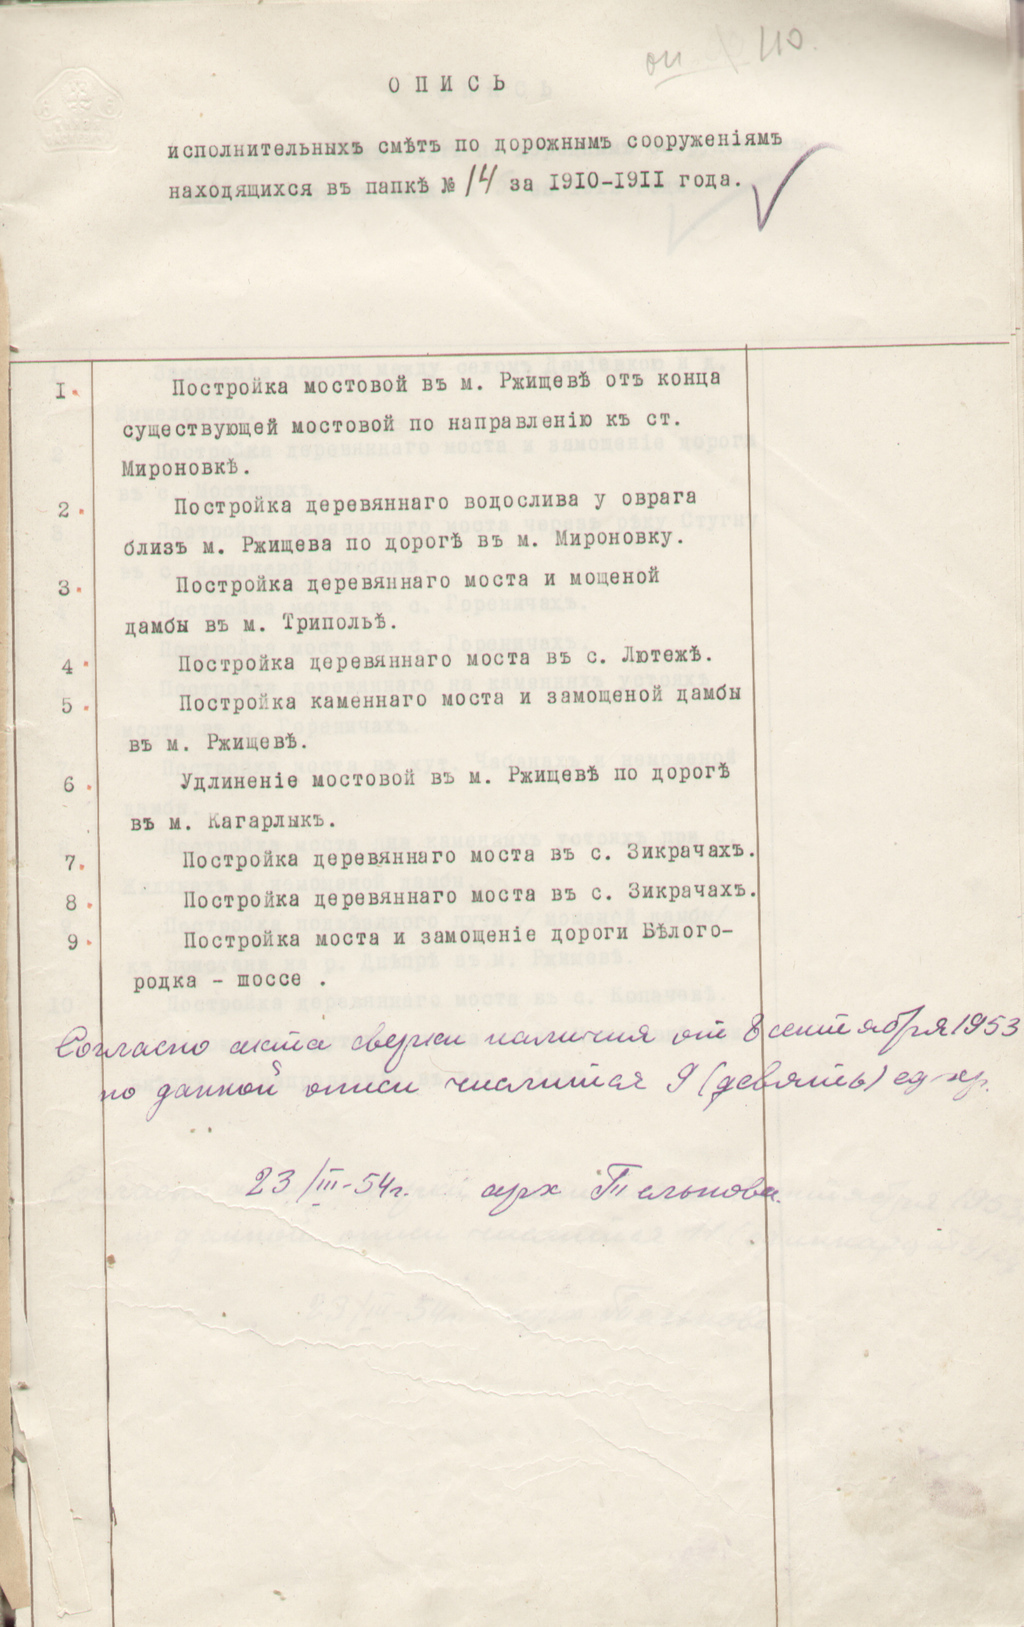 оп 110.
ОПИСЬ
исполнительныхъ смѣтъ по дорожнымъ сооруженіямъ
находящихся въ папкѣ № 14 за 1910-1911 года.
1. Постройка мостовой въ м. Ржищевѣ отъ конца
существующей мостовой по направленію къ ст.
Мироновкѣ.
2. Постройка деревяннаго водослива у оврага
близъ м. Ржищева по дорогѣ въ м. Мироновку.
3. Постройка деревяннаго моста и мощеной
дамбы въ м. Трипольѣ.
4. Постройка деревяннаго моста въ с. Лютежѣ.
5. Постройка каменнаго моста и замощеной дамбы
въ м. Ржищевѣ.
6. Удлиненіе мостовой въ м. Ржищевѣ по дорогѣ
въ м. Кагарлыкъ.
7. Постройка деревяннаго моста въ с. Зикрачахъ.
8. Постройка деревяннаго моста въ с. Зикрачахъ.
9. Постройка моста и замощеніе дороги Бѣлого-
родка - шоссе .
Согласно акта сверки наличия от 8 сентября 1953
по данной описи числится 9 (девять) ед-хр.
23/III-54г. арх Тельнова.